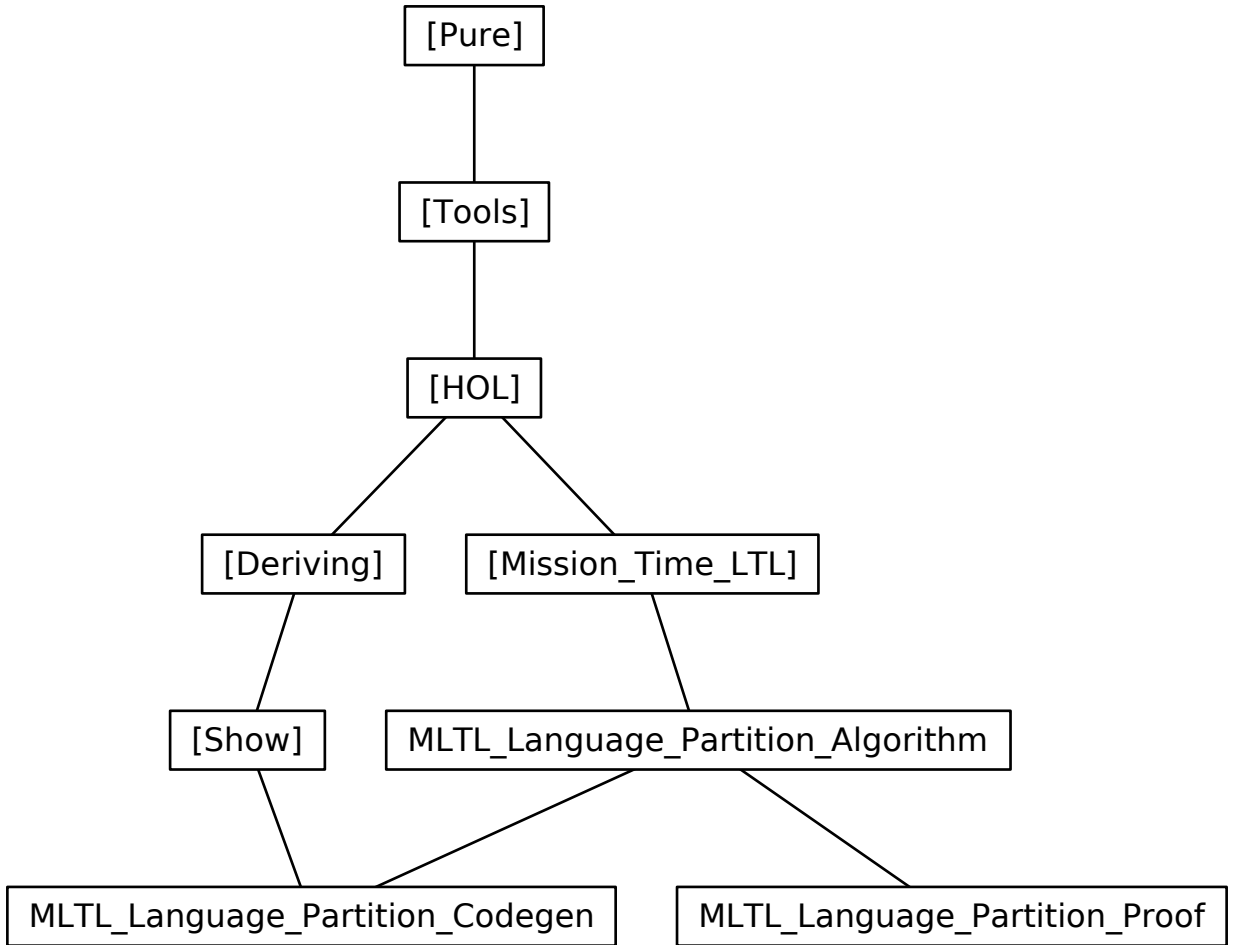 [Pure]
[Tools]
[HOL]
[Deriving]
[Mission_Time_LTL]
[Show]
MLTL_Language_Partition_Algorithm
MLTL_Language_Partition_Codegen
MLTL_Language_Partition_Proof